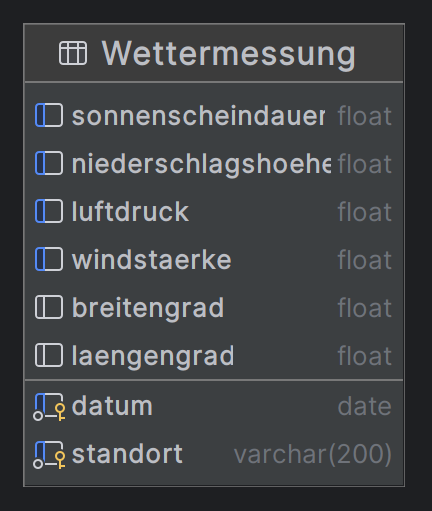 Wettermessung
sonnenscheindauer float
niederschlagshoehe float
luftdruck float
windstaerke float
breitengrad float
laengengrad float
datum date
standort varchar(200)